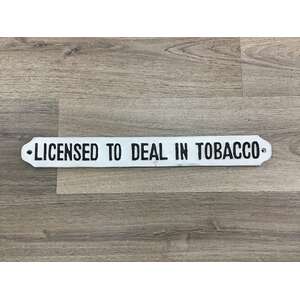 LICENSED TO DEAL IN TOBACCO